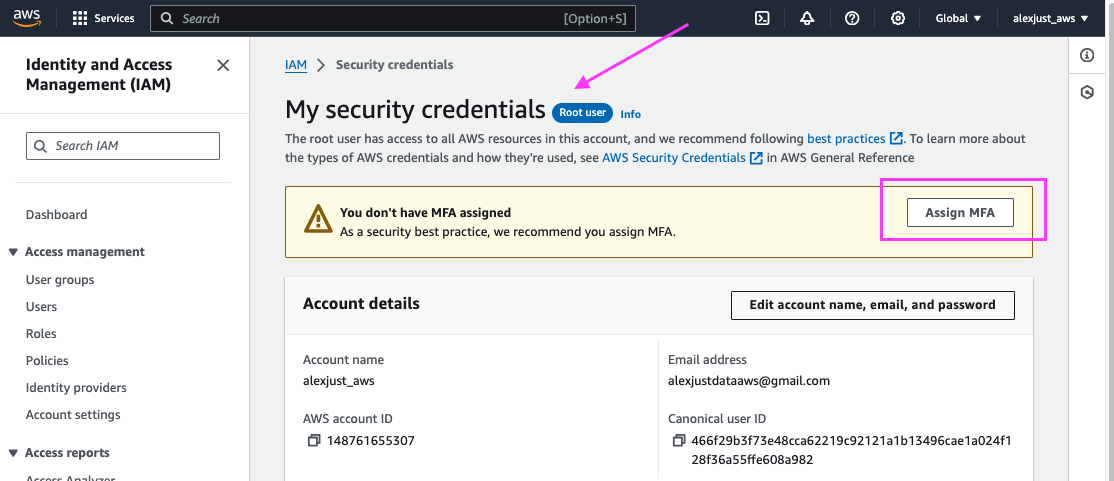 aws
Services
Search
[Option+S]
Global
alexjust_aws
Identity and Access
Management (IAM)
Search IAM
Dashboard
Access management
User groups
Users
Roles
Policies
Identity providers
Account settings
Access reports
Access Analyzer
IAM > Security credentials
My security credentials Root user Info
The root user has access to all AWS resources in this account, and we recommend following best practices. To learn more about
the types of AWS credentials and how they're used, see AWS Security Credentials in AWS General Reference
You don't have MFA assigned
As a security best practice, we recommend you assign MFA.
Assign MFA
Account details
Edit account name, email, and password
Account name
alexjust_aws
Email address
alexjustdataaws@gmail.com
AWS account ID
148761655307
Canonical user ID
466f29b3f73e48cca62219c92121a1b13496cae1a024f1
28f36a55ffe608a982